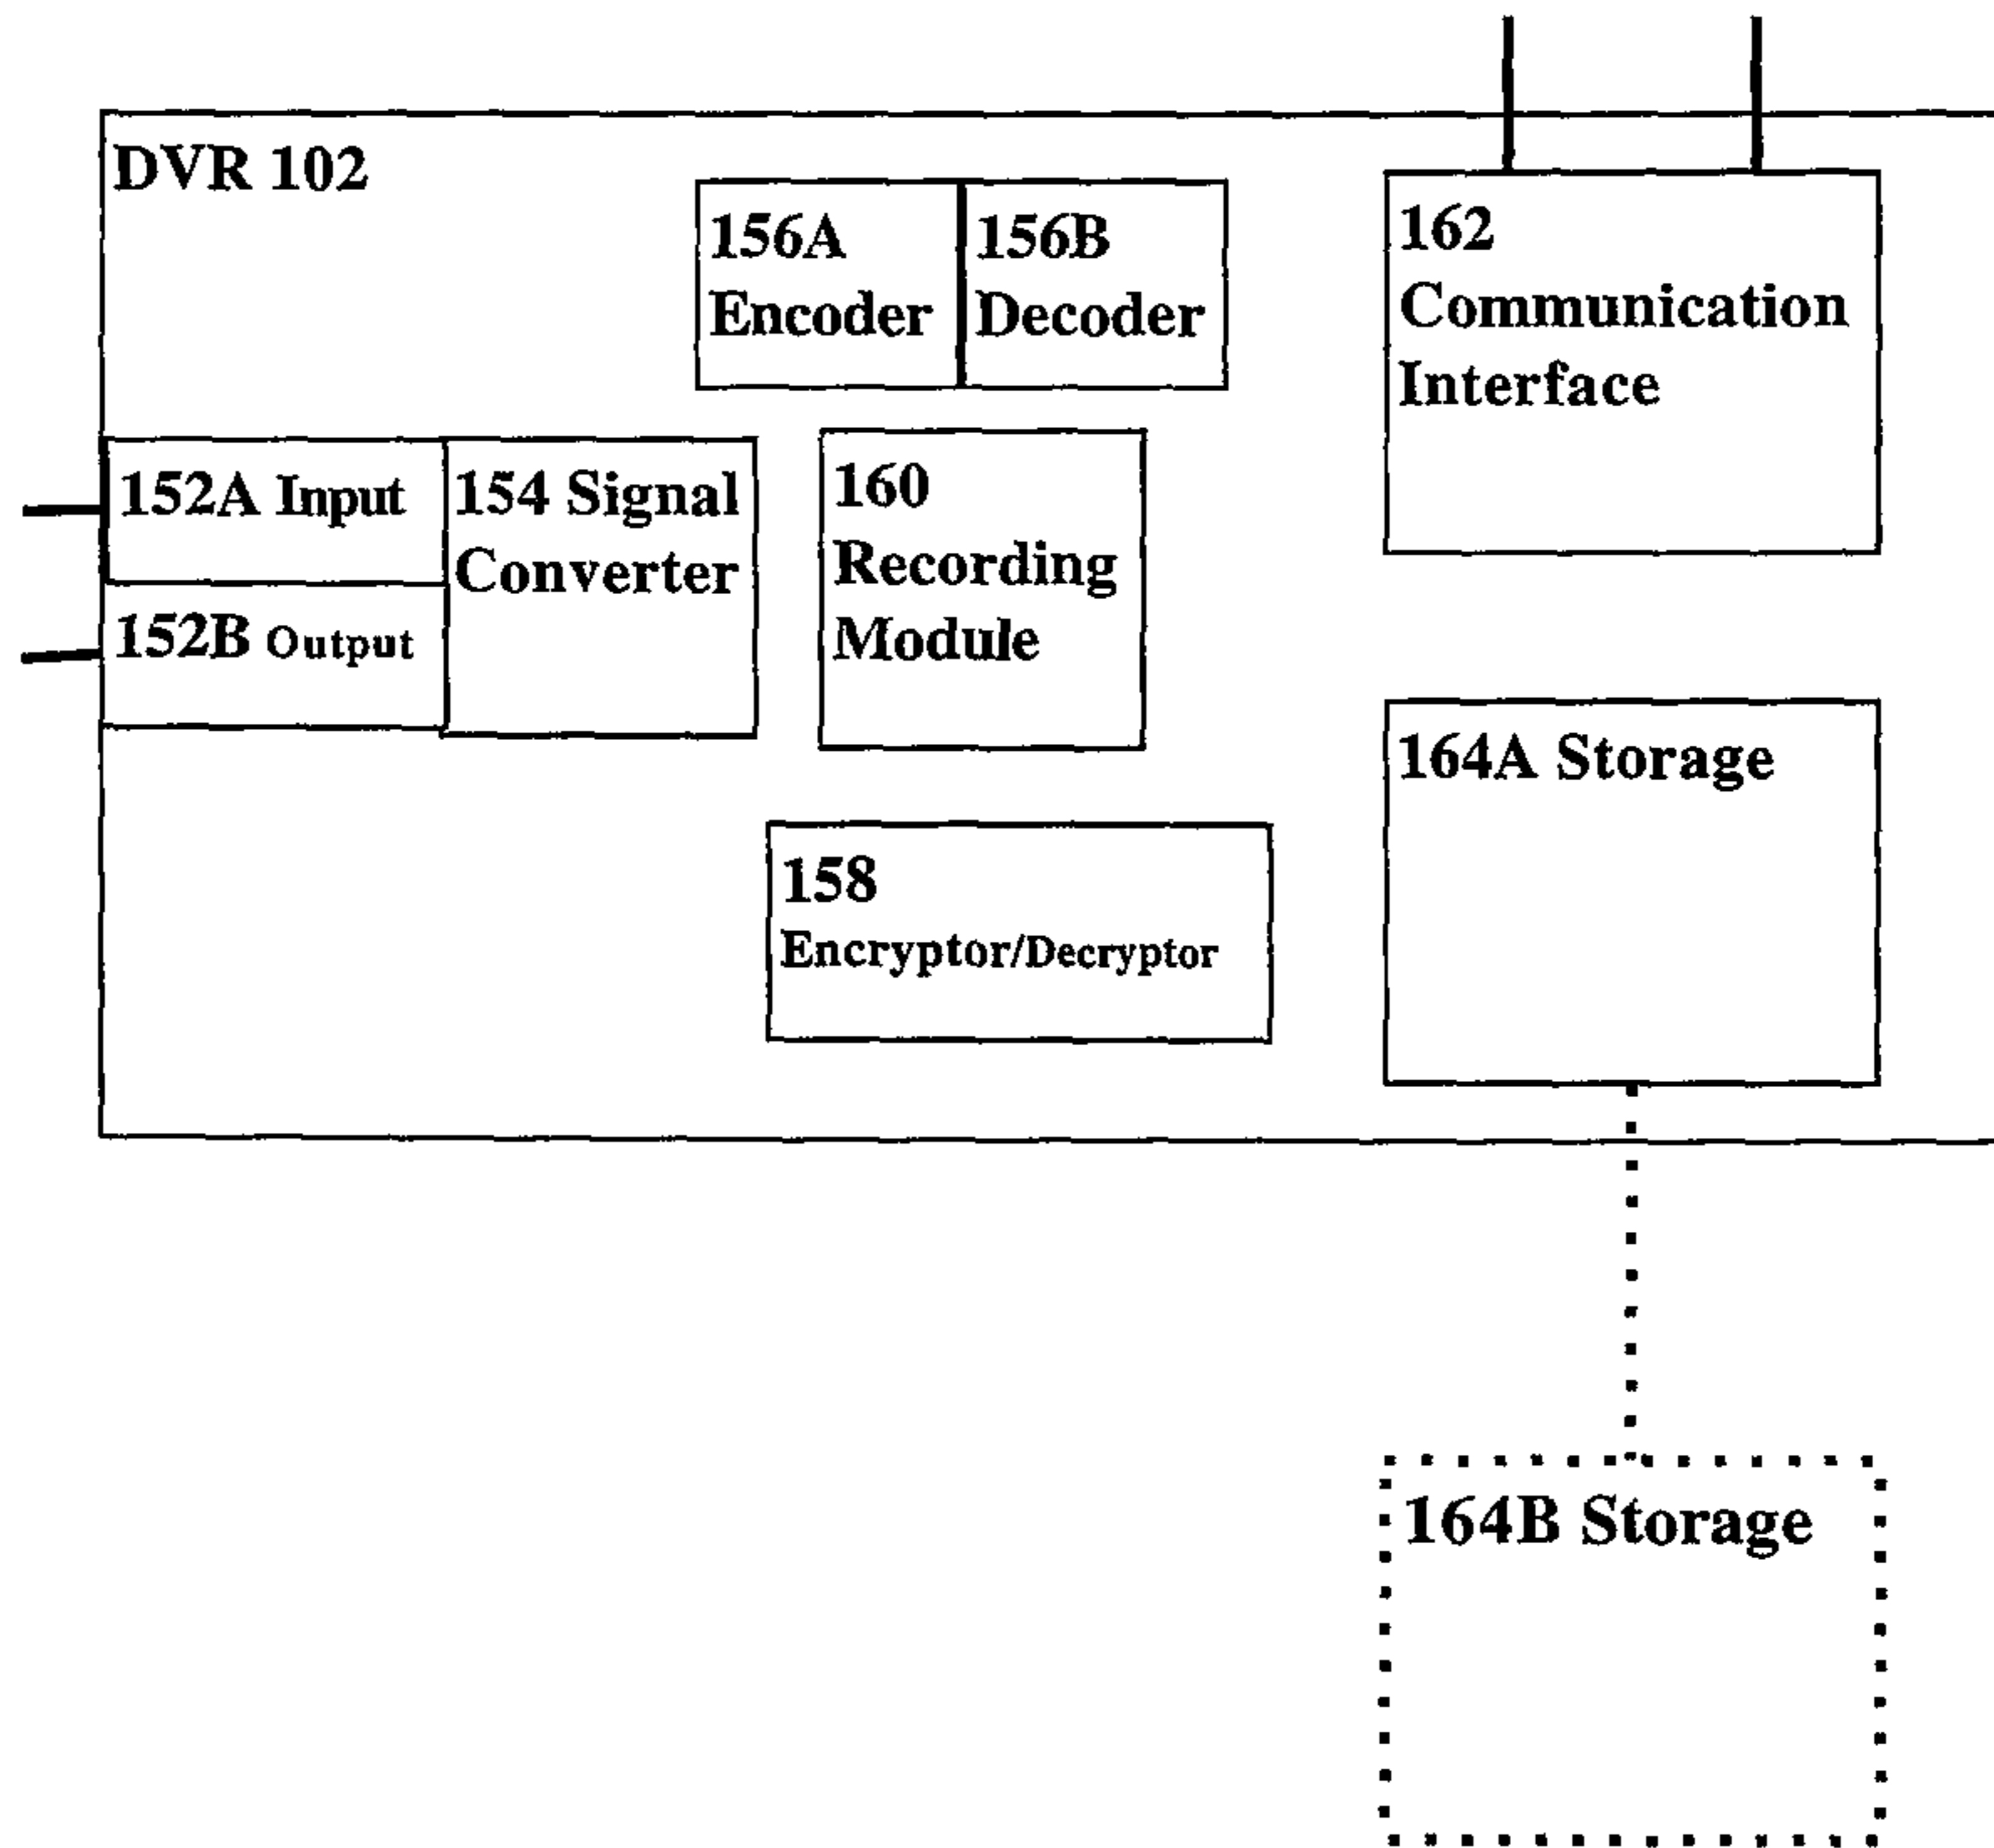 DVR 102
156A
Encoder
156B
Decoder
162
Communication
Interface
152A Input
152B Output
154 Signal
Converter
160
Recording
Module
164A Storage
158
Encryptor/Decryptor
164B Storage